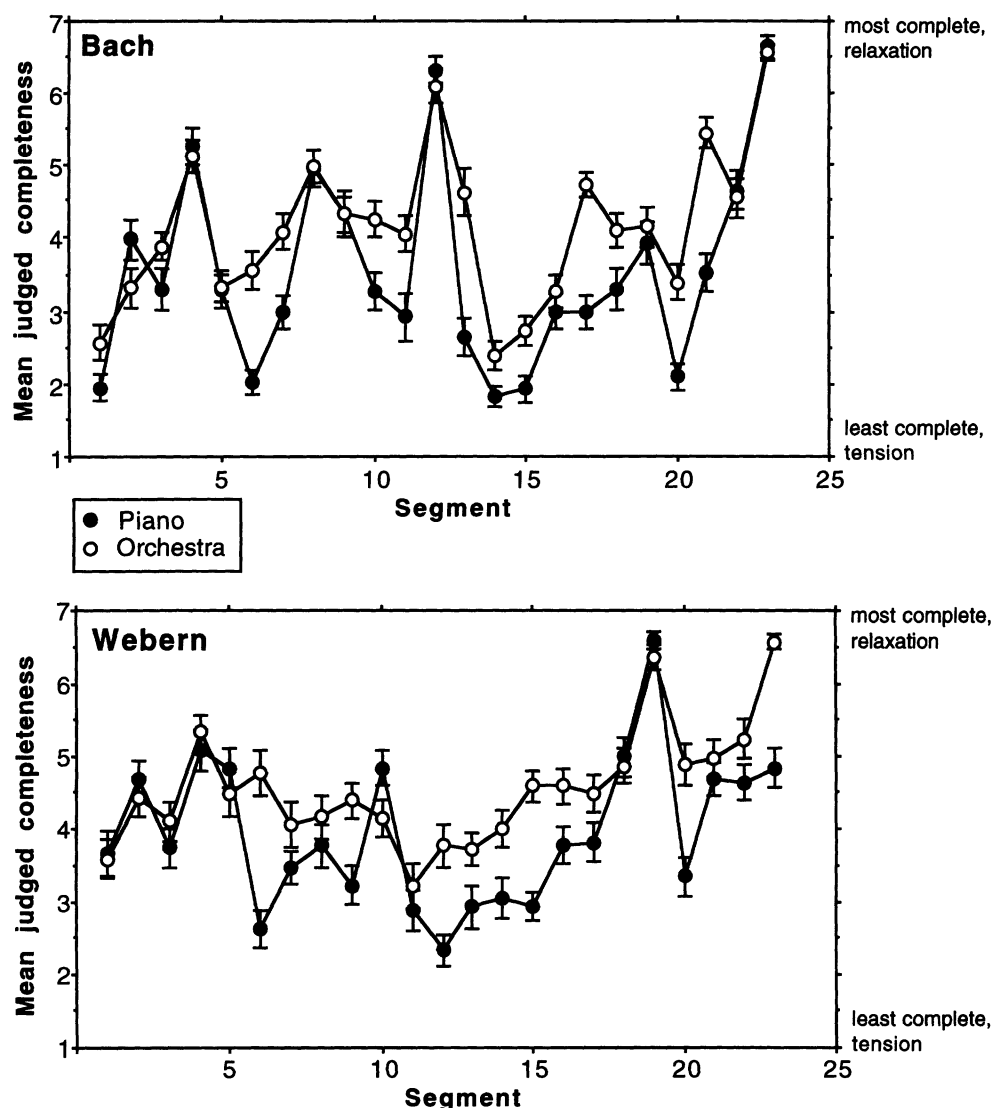 Bach
Mean judged completeness
7
6
5
4
3
2
1
most complete,
relaxation
least complete,
tension
5
10
15
20
25
Segment
Piano
Orchestra
Webern
Mean judged completeness
7
6
5
4
3
2
1
most complete,
relaxation
least complete,
tension
5
10
15
20
25
Segment